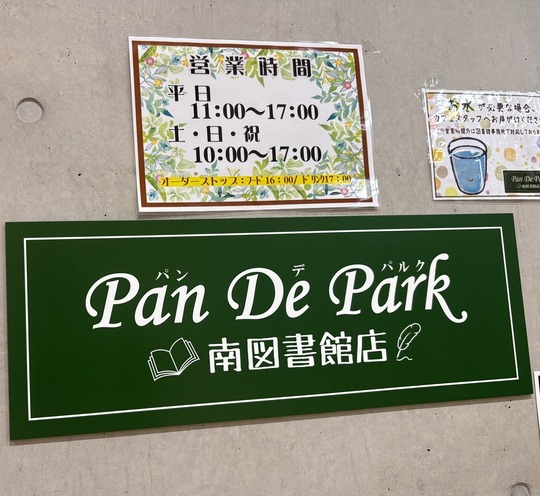 営業時間
平日
11:00～17:00
土・日・祝
10:00～17:00
オーダーストップ：フード16：00/ドリンク17：00
お水が必要な場合、
カフェスタッフへお声がけくださ
Pan De Pa
パン デ パルク
Pan De Park
南図書館店